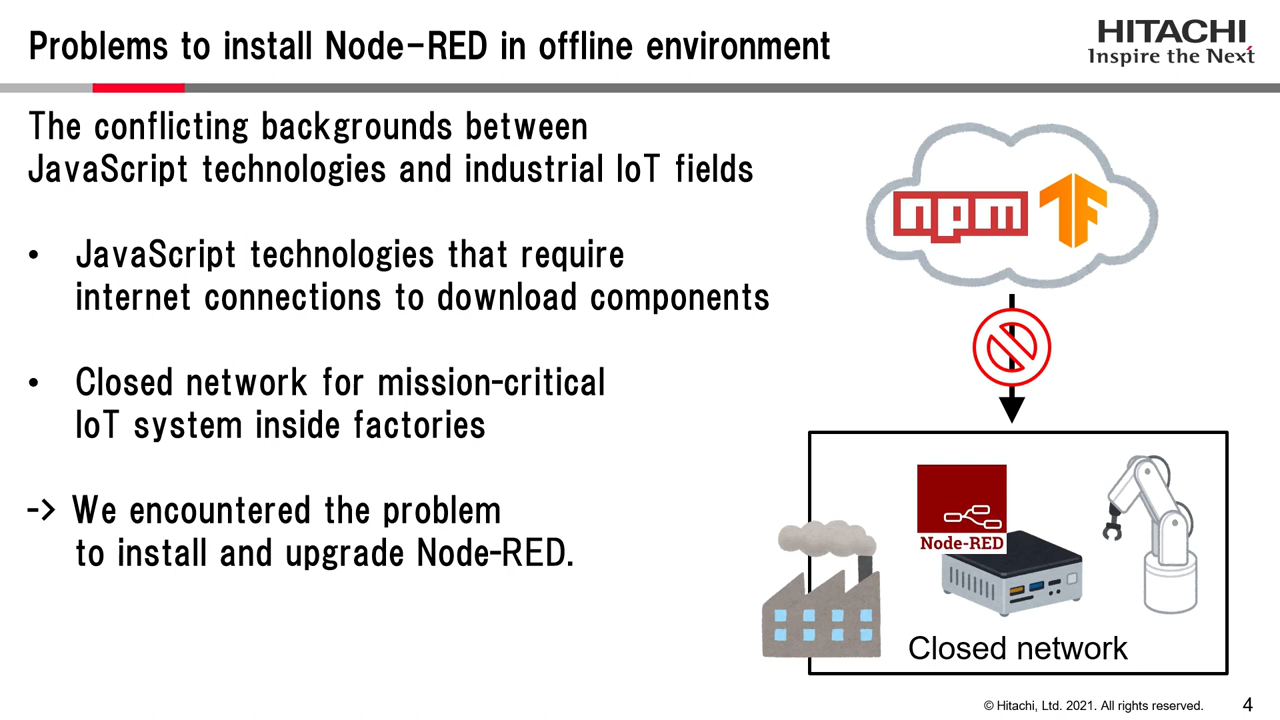 Problems to install Node-RED in offline environment
HITACHI
Inspire the Next
The conflicting backgrounds between
JavaScript technologies and industrial IoT fields
• JavaScript technologies that require
internet connections to download components
• Closed network for mission-critical
IoT system inside factories
-> We encountered the problem
to install and upgrade Node-RED.
npm
TF
Node-RED
Closed network
© Hitachi, Ltd. 2021. All rights reserved.
4